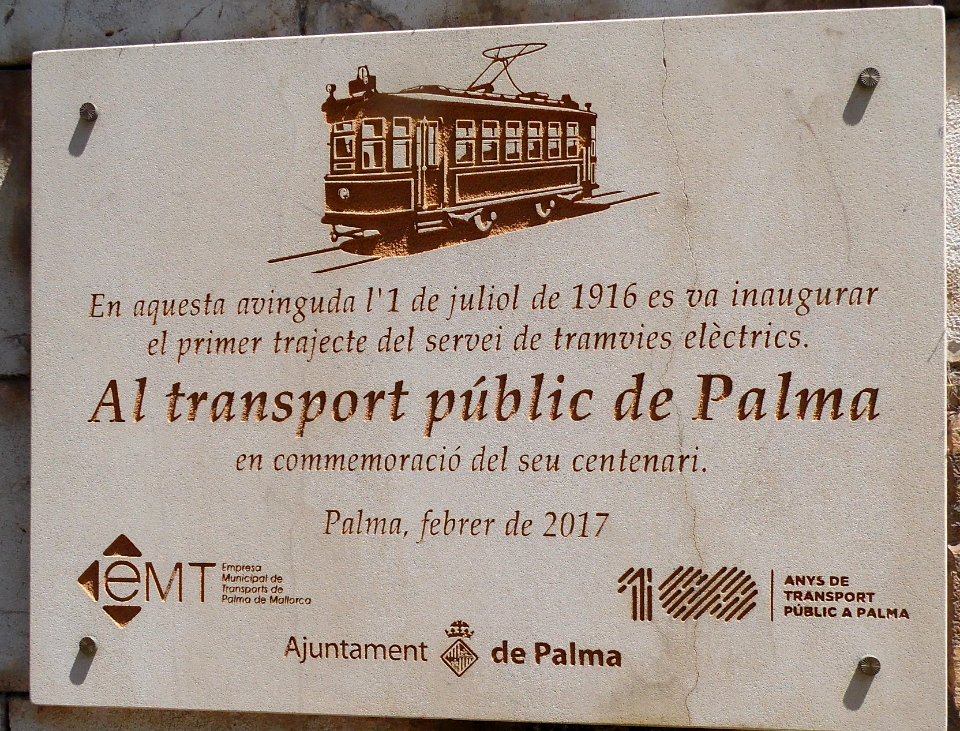 En aquesta avinguda l'1 de juliol de 1916 es va inaugurar
el primer trajecte del servei de tramvies elèctrics.
Al transport públic de Palma
en commemoració del seu centenari.
Palma, febrer de 2017
eMT
Empresa
Municipal de
Transports de
Palma de Mallorca
100
ANYS DE
TRANSPORT
PÚBLIC A PALMA
Ajuntament de Palma